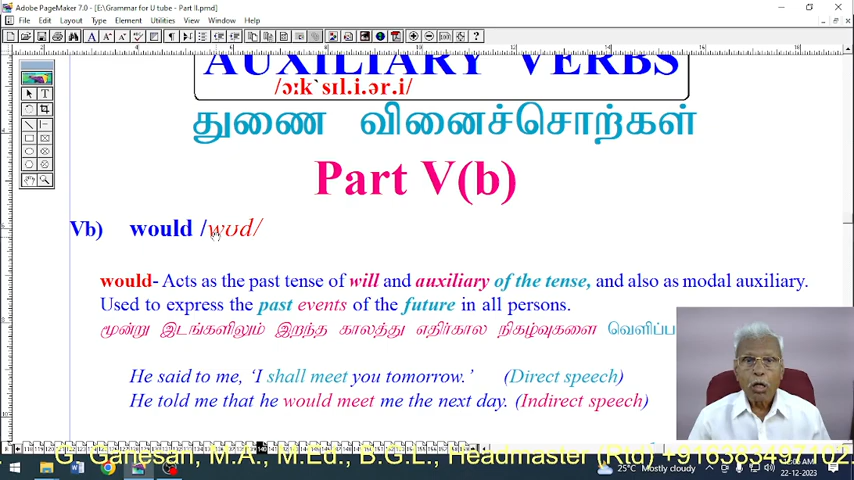 Adobe PageMaker 7.0 - [E:\Grammar for U tube - Part II.pmd]
File Edit Layout Type Element Utilities View Window Help
AUXILIARY VERBS
/ɔːk`sɪl.i.ər.i/
துணை வினைச்சொற்கள்
Part V(b)
Vb) would /wʊd/
would- Acts as the past tense of will and auxiliary of the tense, and also as modal auxiliary.
Used to express the past events of the future in all persons.
மூன்று இடங்களிலும் இறந்த காலத்து எதிர்கால நிகழ்வுகளை வெளிப்ப
He said to me, ‘I shall meet you tomorrow.’ (Direct speech)
He told me that he would meet me the next day. (Indirect speech)
G. Ganesan, M.A., M.Ed., B.G.L., Headmaster (Rtd) +916383497102
25°C Mostly cloudy
22-12-2023